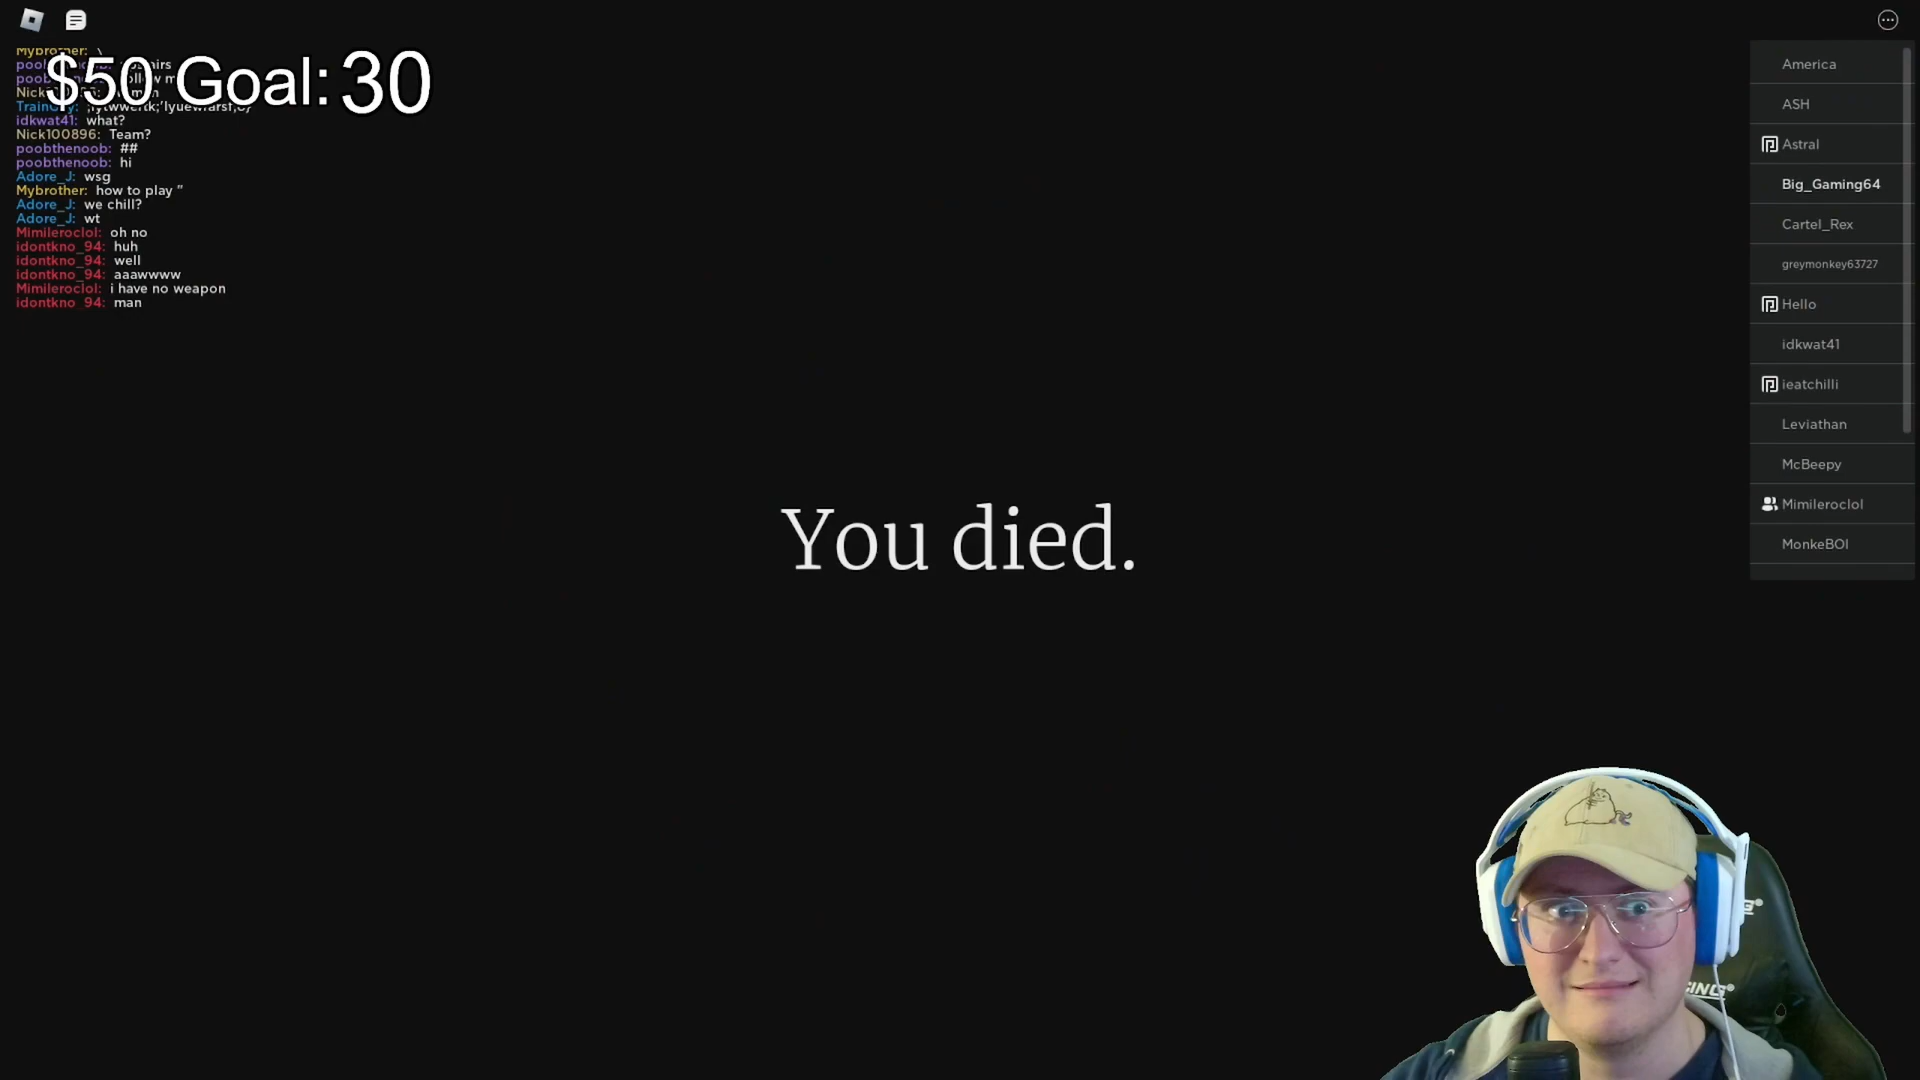 Mybrother: \
$50 Goal: 30
idkwat41: what?
Nick100896: Team?
poobthenoob: ##
poobthenoob: hi
Adore_J: wsg
Mybrother: how to play "
Adore_J: we chill?
Adore_J: wt
Mimileroclol: oh no
idontkno_94: huh
idontkno_94: well
idontkno_94: aaawwww
Mimileroclol: i have no weapon
idontkno_94: man
You died.
America
ASH
Astral
Big_Gaming64
Cartel_Rex
greymonkey63727
Hello
idkwat41
ieatchilli
Leviathan
McBeepy
Mimileroclol
MonkeBOI